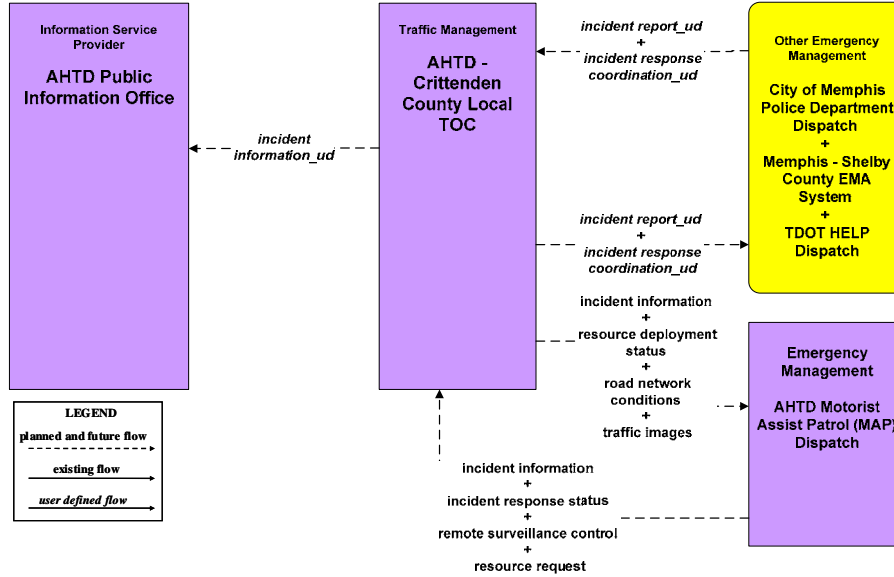 Information Service
Provider
AHTD Public
Information Office
incident
information_ud
Traffic Management
AHTD -
Crittenden
County Local
TOC
incident report_ud
+
incident response
coordination_ud
Other Emergency
Management
City of Memphis
Police Department
Dispatch
+
Memphis - Shelby
County EMA
System
+
TDOT HELP
Dispatch
incident report_ud
+
incident response
coordination_ud
incident information
+
resource deployment
status
+
road network
conditions
+
traffic images
Emergency
Management
AHTD Motorist
Assist Patrol (MAP)
Dispatch
incident information
+
incident response status
+
remote surveillance control
+
resource request
LEGEND
planned and future flow
existing flow
user defined flow